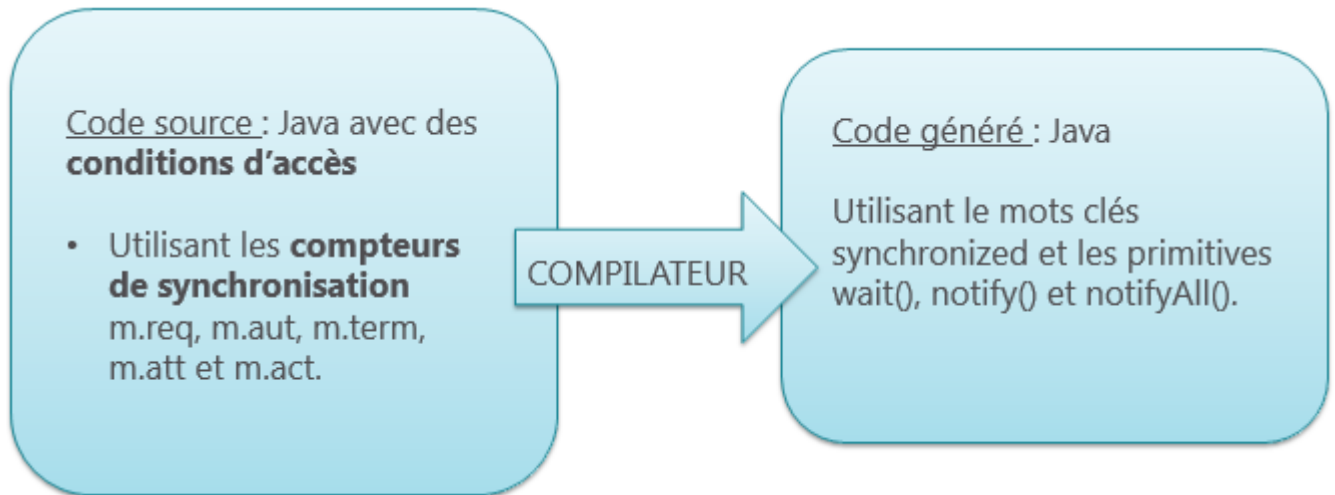 Code source : Java avec des
conditions d'accès
• Utilisant les compteurs
de synchronisation
m.req, m.aut, m.term,
m.att et m.act.
COMPILATEUR
Code généré : Java
Utilisant le mots clés
synchronized et les primitives
wait(), notify() et notifyAll().